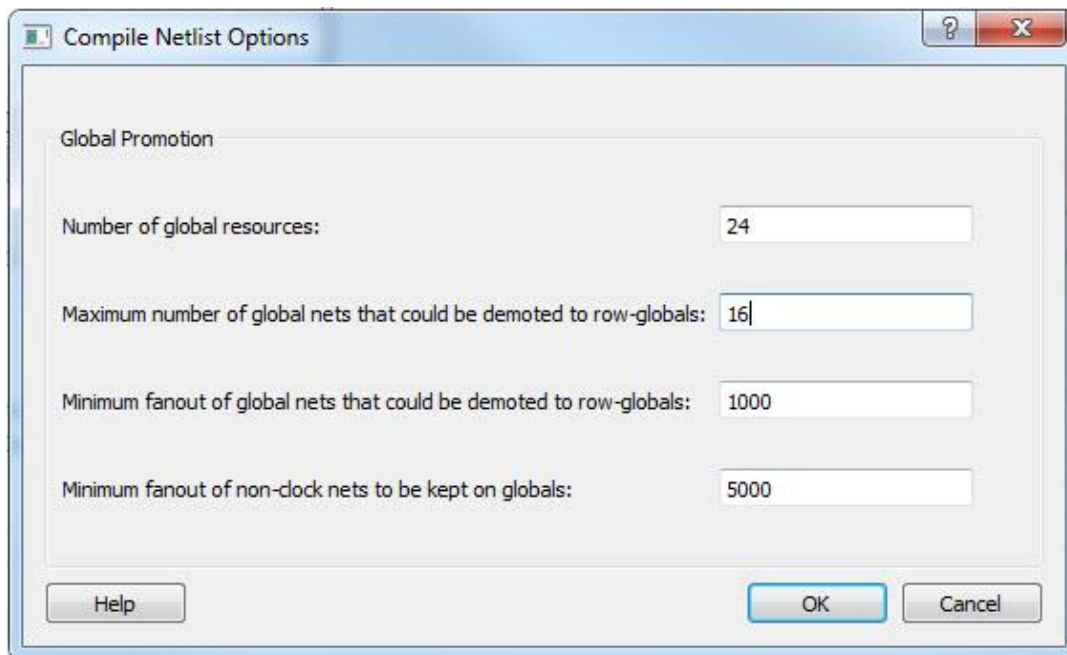 Compile Netlist Options
Global Promotion
Number of global resources: 24
Maximum number of global nets that could be demoted to row-globals: 16
Minimum fanout of global nets that could be demoted to row-globals: 1000
Minimum fanout of non-clock nets to be kept on globals: 5000
Help OK Cancel